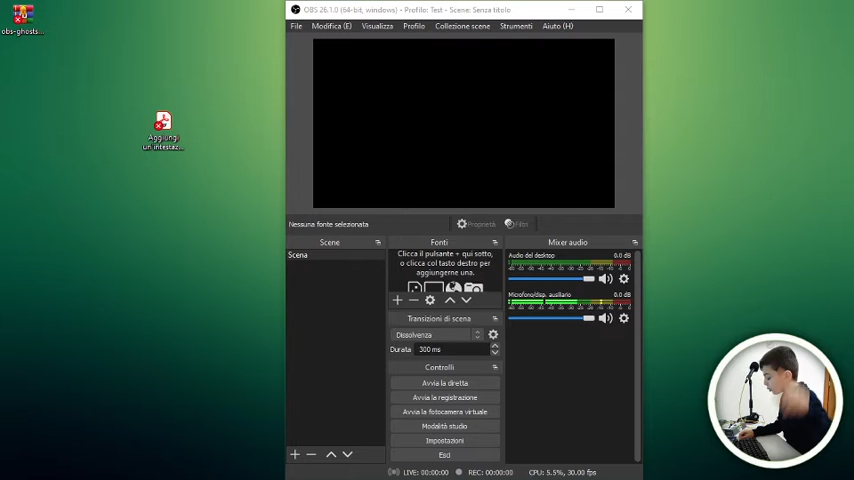 obs-ghosts...
Aggiungi
un'intestaz...
OBS 26.1.0 (64-bit, windows) - Profilo: Test - Scene: Senza titolo
File Modifica (E) Visualizza Profilo Collezione scene Strumenti Aiuto (H)
Nessuna fonte selezionata
Proprietà Filtri
Scene
Scena
Fonti
Clicca il pulsante + qui sotto,
o clicca col tasto destro per
aggiungerne una.
Transizioni di scena
Dissolvenza
Durata 300 ms
Controlli
Avvia la diretta
Avvia la registrazione
Avvia la fotocamera virtuale
Modalità studio
Impostazioni
Esci
Mixer audio
Audio del desktop 0.0 dB
Microfono/disp. ausiliario 0.0 dB
LIVE: 00:00:00 REC: 00:00:00 CPU: 5.5%, 30.00 fps